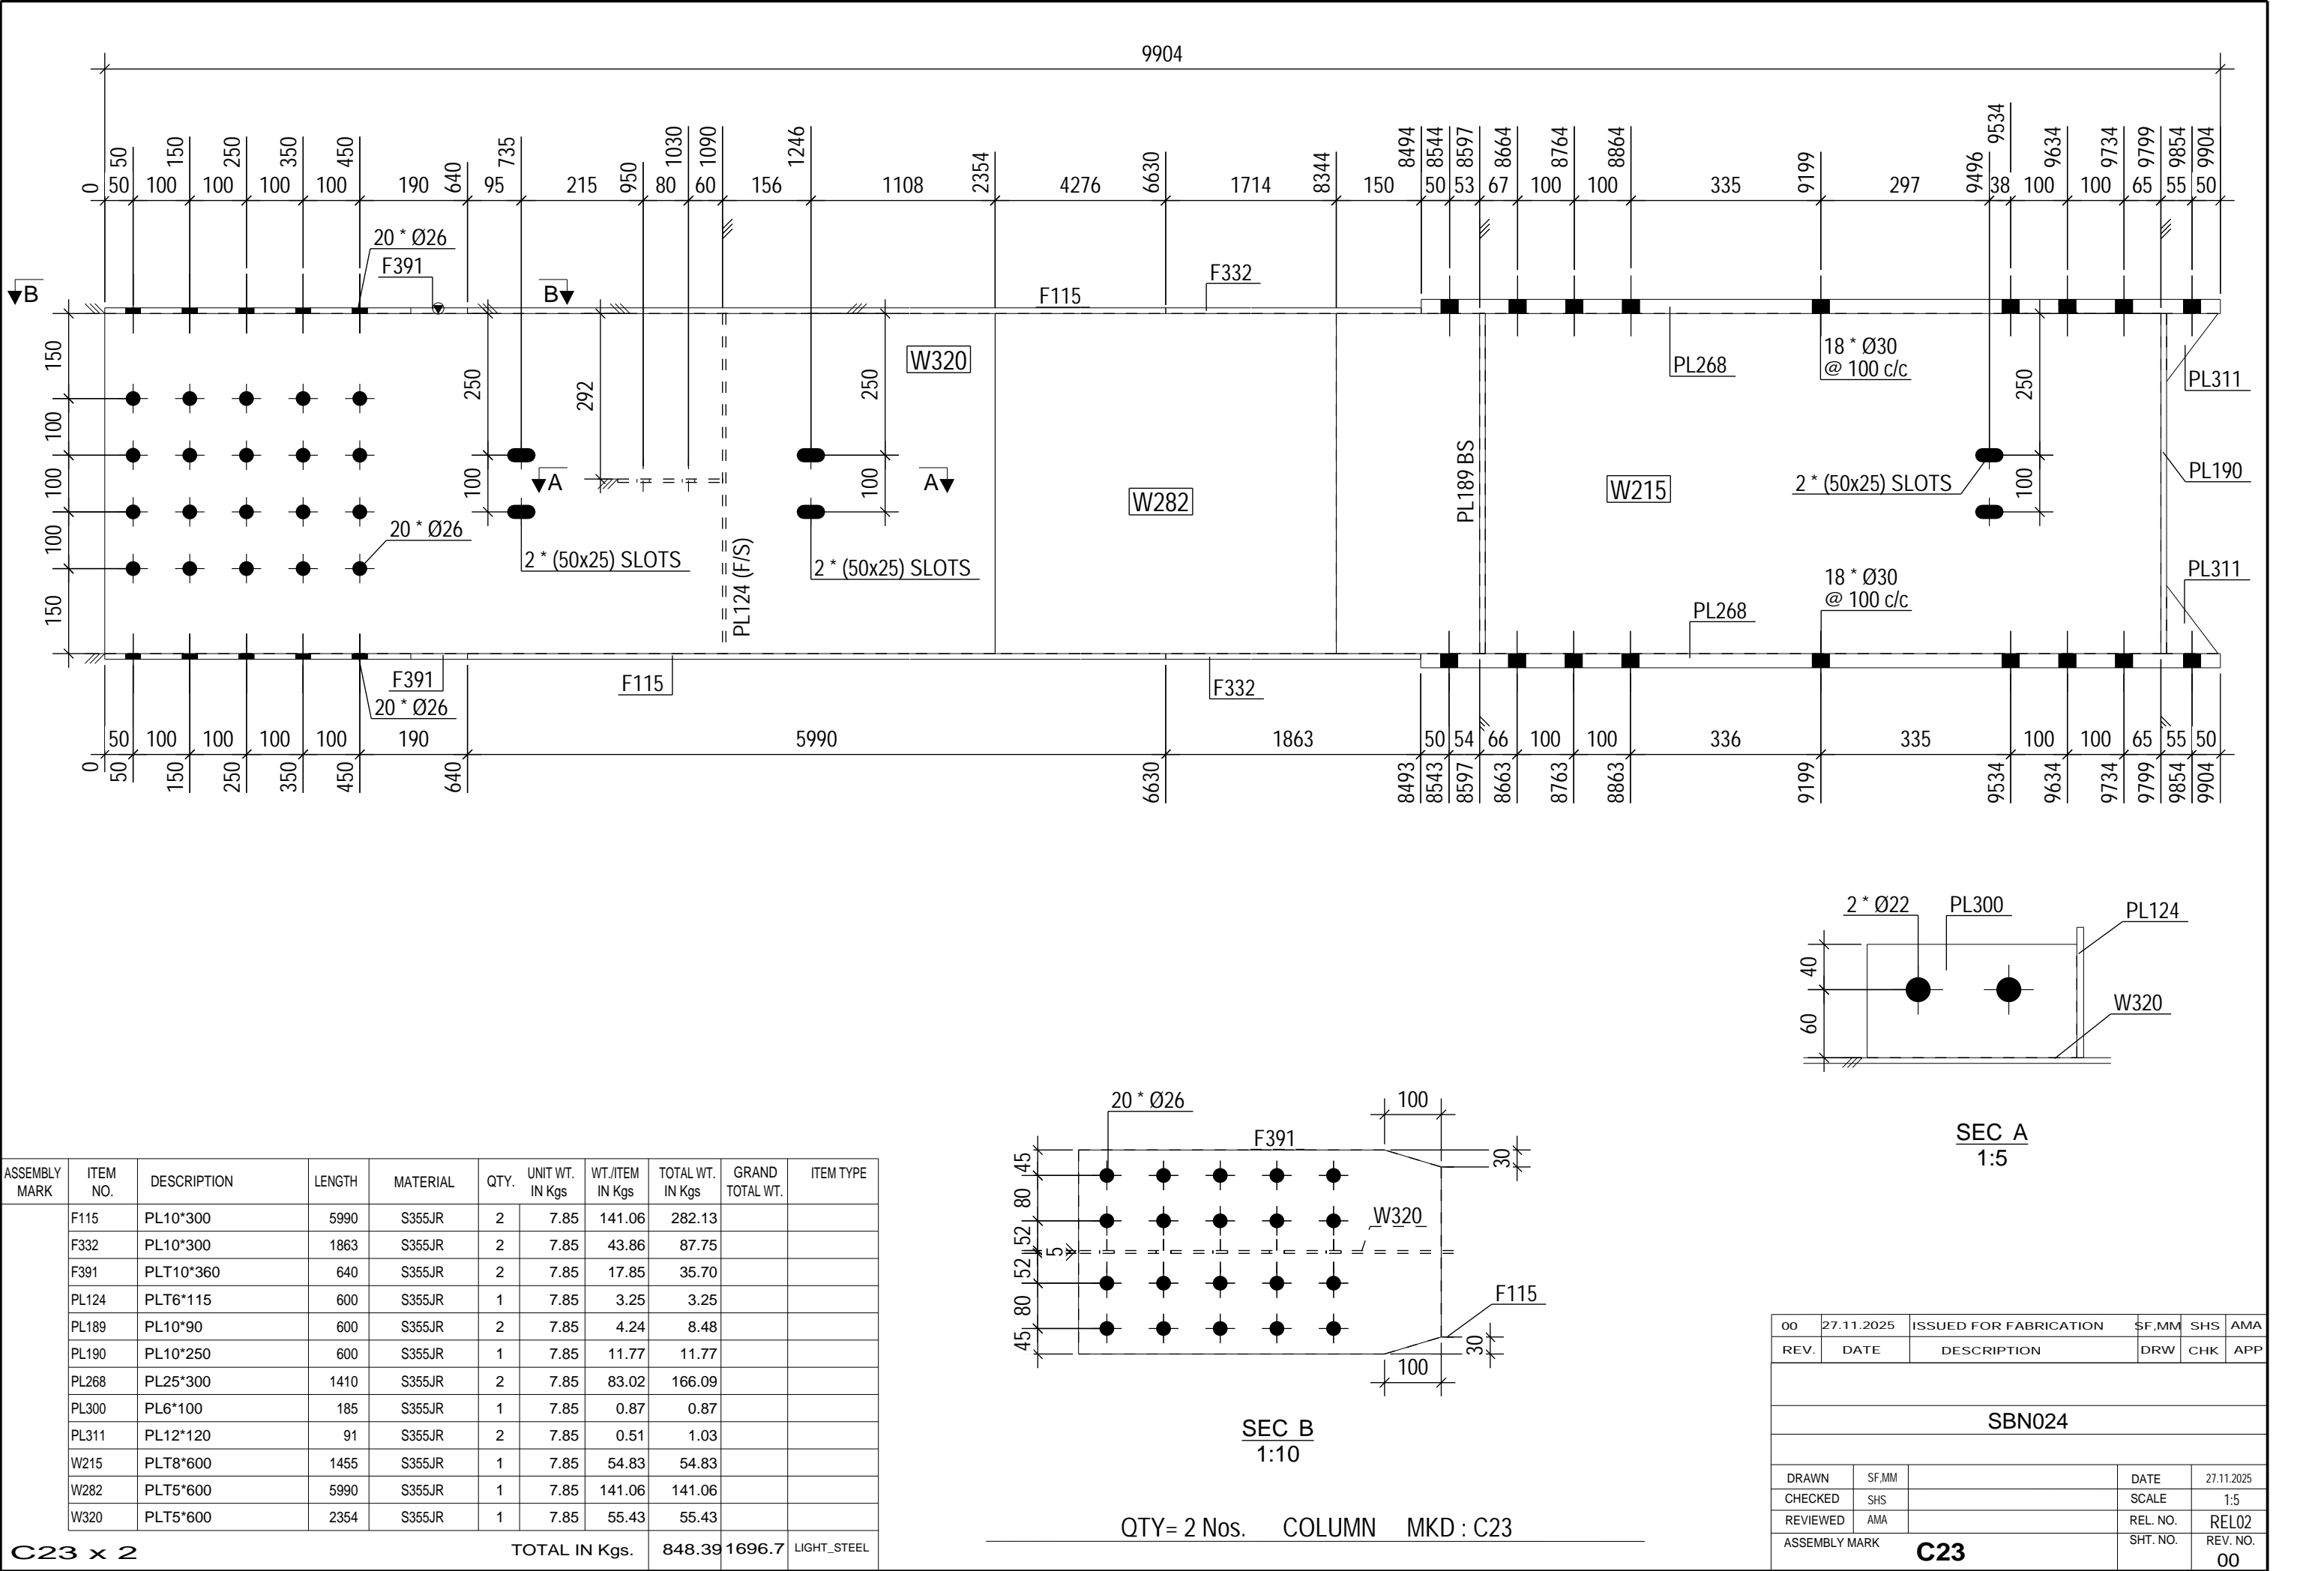 9904
0 50 150 250 350 450 640 735 950 1030 1090 1246 2354 6630 8344 8494 8544 8597 8664 8764 8864 9199 9496 9534 9634 9734 9799 9854 9904
50 100 100 100 100 190 95 215 80 60 156 1108 4276 1714 150 50 53 67 100 100 335 297 38 100 100 65 55 50
20 * Ø26
F391
B
B
F115
F332
150
100
100
100
150
250
100
292
250
100
250
100
W320
W282
W215
PL268
18 * Ø30
@ 100 c/c
PL311
PL190
PL189 BS
A
A
2 * (50x25) SLOTS
20 * Ø26
2 * (50x25) SLOTS
2 * (50x25) SLOTS
PL124 (F/S)
PL311
18 * Ø30
@ 100 c/c
PL268
F391
F115
F332
20 * Ø26
50 100 100 100 100 190 5990 1863 50 54 66 100 100 336 335 100 100 65 55 50
0 50 150 250 350 450 640 6630 8493 8543 8597 8663 8763 8863 9199 9534 9634 9734 9799 9854 9904
2 * Ø22
PL300
PL124
40
60
W320
SEC A
1:5
20 * Ø26
100
F391
45
80
52
5
52
80
45
30
W320
F115
30
100
SEC B
1:10
ASSEMBLY MARK ITEM NO. DESCRIPTION LENGTH MATERIAL QTY. UNIT WT. IN Kgs WT./ITEM IN Kgs TOTAL WT. IN Kgs GRAND TOTAL WT. ITEM TYPE
F115 PL10*300 5990 S355JR 2 7.85 141.06 282.13
F332 PL10*300 1863 S355JR 2 7.85 43.86 87.75
F391 PLT10*360 640 S355JR 2 7.85 17.85 35.70
PL124 PLT6*115 600 S355JR 1 7.85 3.25 3.25
PL189 PL10*90 600 S355JR 2 7.85 4.24 8.48
PL190 PL10*250 600 S355JR 1 7.85 11.77 11.77
PL268 PL25*300 1410 S355JR 2 7.85 83.02 166.09
PL300 PL6*100 185 S355JR 1 7.85 0.87 0.87
PL311 PL12*120 91 S355JR 2 7.85 0.51 1.03
W215 PLT8*600 1455 S355JR 1 7.85 54.83 54.83
W282 PLT5*600 5990 S355JR 1 7.85 141.06 141.06
W320 PLT5*600 2354 S355JR 1 7.85 55.43 55.43
C23 x 2 TOTAL IN Kgs. 848.39 1696.7 LIGHT_STEEL
QTY= 2 Nos. COLUMN MKD : C23
00 27.11.2025 ISSUED FOR FABRICATION SF,MM SHS AMA
REV. DATE DESCRIPTION DRW CHK APP
SBN024
DRAWN SF,MM DATE 27.11.2025
CHECKED SHS SCALE 1:5
REVIEWED AMA REL. NO. REL02
ASSEMBLY MARK C23 SHT. NO. REV. NO.
00